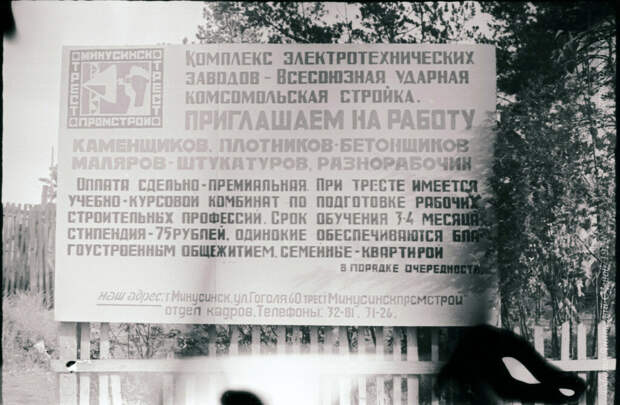 МИНУСИНСК
ТРЕСТ
ТРЕСТ
ПРОМСТРОЙ
Комплекс электротехнических
заводов - Всесоюзная ударная
комсомольская стройка.
ПРИГЛАШАЕМ НА РАБОТУ
КАМЕНЩИКОВ, ПЛОТНИКОВ-БЕТОНЩИКОВ
МАЛЯРОВ-ШТУКАТУРОВ, РАЗНОРАБОЧИХ
Оплата сдельно-премиальная. При тресте имеется
учебно-курсовой комбинат по подготовке рабочих
строительных профессий. Срок обучения 3-4 месяца
стипендия - 75 рублей, одинокие обеспечиваются бла
гоустроенным общежитием, семейные - квартирой
в порядке очередности.
наш адрес: г. Минусинск, ул. Гоголя 60 трест "Минусинскпромстрой"
отдел кадров. Телефоны: 32-81, 71-26.